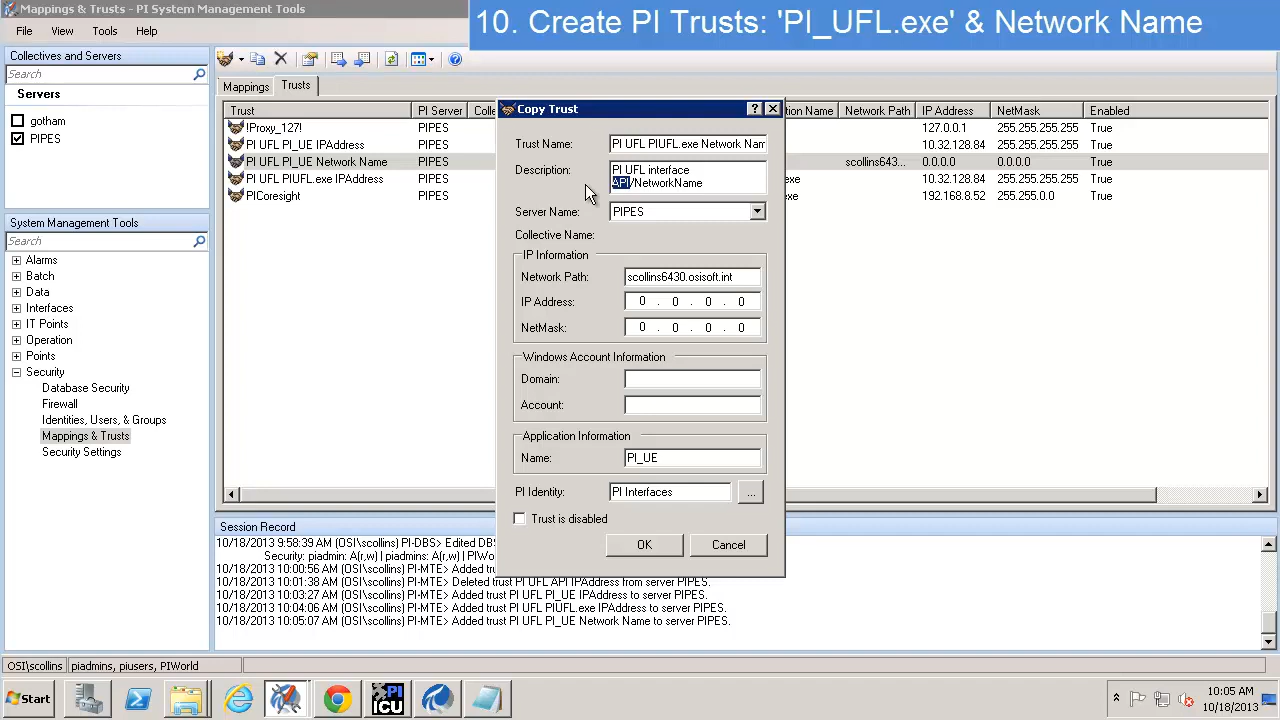 Mappings & Trusts - PI System Management Tools
10. Create PI Trusts: 'PI_UFL.exe' & Network Name
File View Tools Help
Collectives and Servers
Search
Servers
gotham
PIPES
System Management Tools
Search
Alarms
Batch
Data
Interfaces
IT Points
Operation
Points
Security
Database Security
Firewall
Identities, Users, & Groups
Mappings & Trusts
Security Settings
Mappings Trusts
Trust PI Server Colle tion Name Network Path IP Address NetMask Enabled
!Proxy_127! PIPES 127.0.0.1 255.255.255.255 True
PI UFL PI_UE IPAddress PIPES 10.32.128.84 255.255.255.255 True
PI UFL PI_UE Network Name PIPES scollins643... 0.0.0.0 0.0.0.0 True
PI UFL PIUFL.exe IPAddress PIPES xe 10.32.128.84 255.255.255.255 True
PICoresight PIPES xe 192.168.8.52 255.255.255.0 True
Copy Trust
Trust Name: PI UFL PIUFL.exe Network Nam
Description: PI UFL interface
API/NetworkName
Server Name: PIPES
Collective Name:
IP Information
Network Path: scollins6430.osisoft.int
IP Address: 0 . 0 . 0 . 0
NetMask: 0 . 0 . 0 . 0
Windows Account Information
Domain:
Account:
Application Information
Name: PI_UE
PI Identity: PI Interfaces ...
Trust is disabled
OK Cancel
Session Record
10/18/2013 9:58:39 AM (OSI\scollins) PI-DBS> Edited DBS
Security: piadmin: A(r,w) | piadmins: A(r,w) | PIWo
10/18/2013 10:00:56 AM (OSI\scollins) PI-MTE> Added tru
10/18/2013 10:01:38 AM (OSI\scollins) PI-MTE> Deleted trust PI UFL API IPAddress from server PIPES.
10/18/2013 10:03:27 AM (OSI\scollins) PI-MTE> Added trust PI UFL PI_UE IPAddress to server PIPES.
10/18/2013 10:04:06 AM (OSI\scollins) PI-MTE> Added trust PI UFL PIUFL.exe IPAddress to server PIPES.
10/18/2013 10:05:07 AM (OSI\scollins) PI-MTE> Added trust PI UFL PI_UE Network Name to server PIPES.
OSI\scollins piadmins, piusers, PIWorld
Start
PI
ICU
10:05 AM
10/18/2013